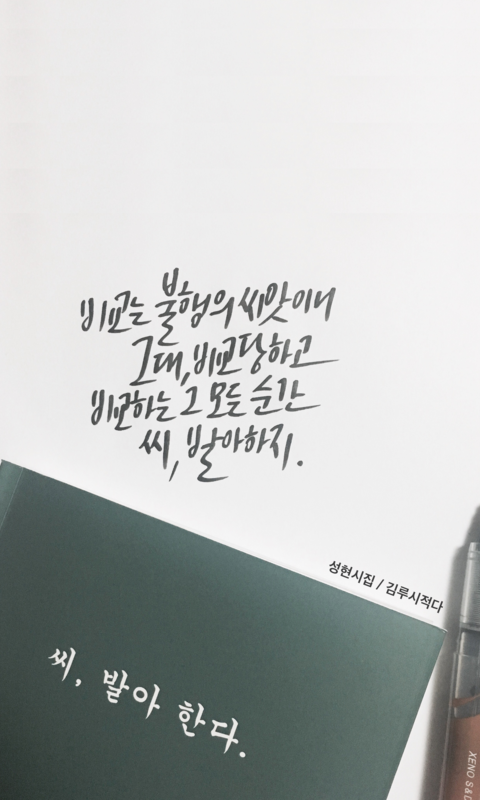 비교는 불행의 씨앗이니
그대, 비교당하고
비교하는 그 모든 순간
씨, 발아하지.
성현시집 / 김루시적다
씨, 발아 한다.
XENO S&D